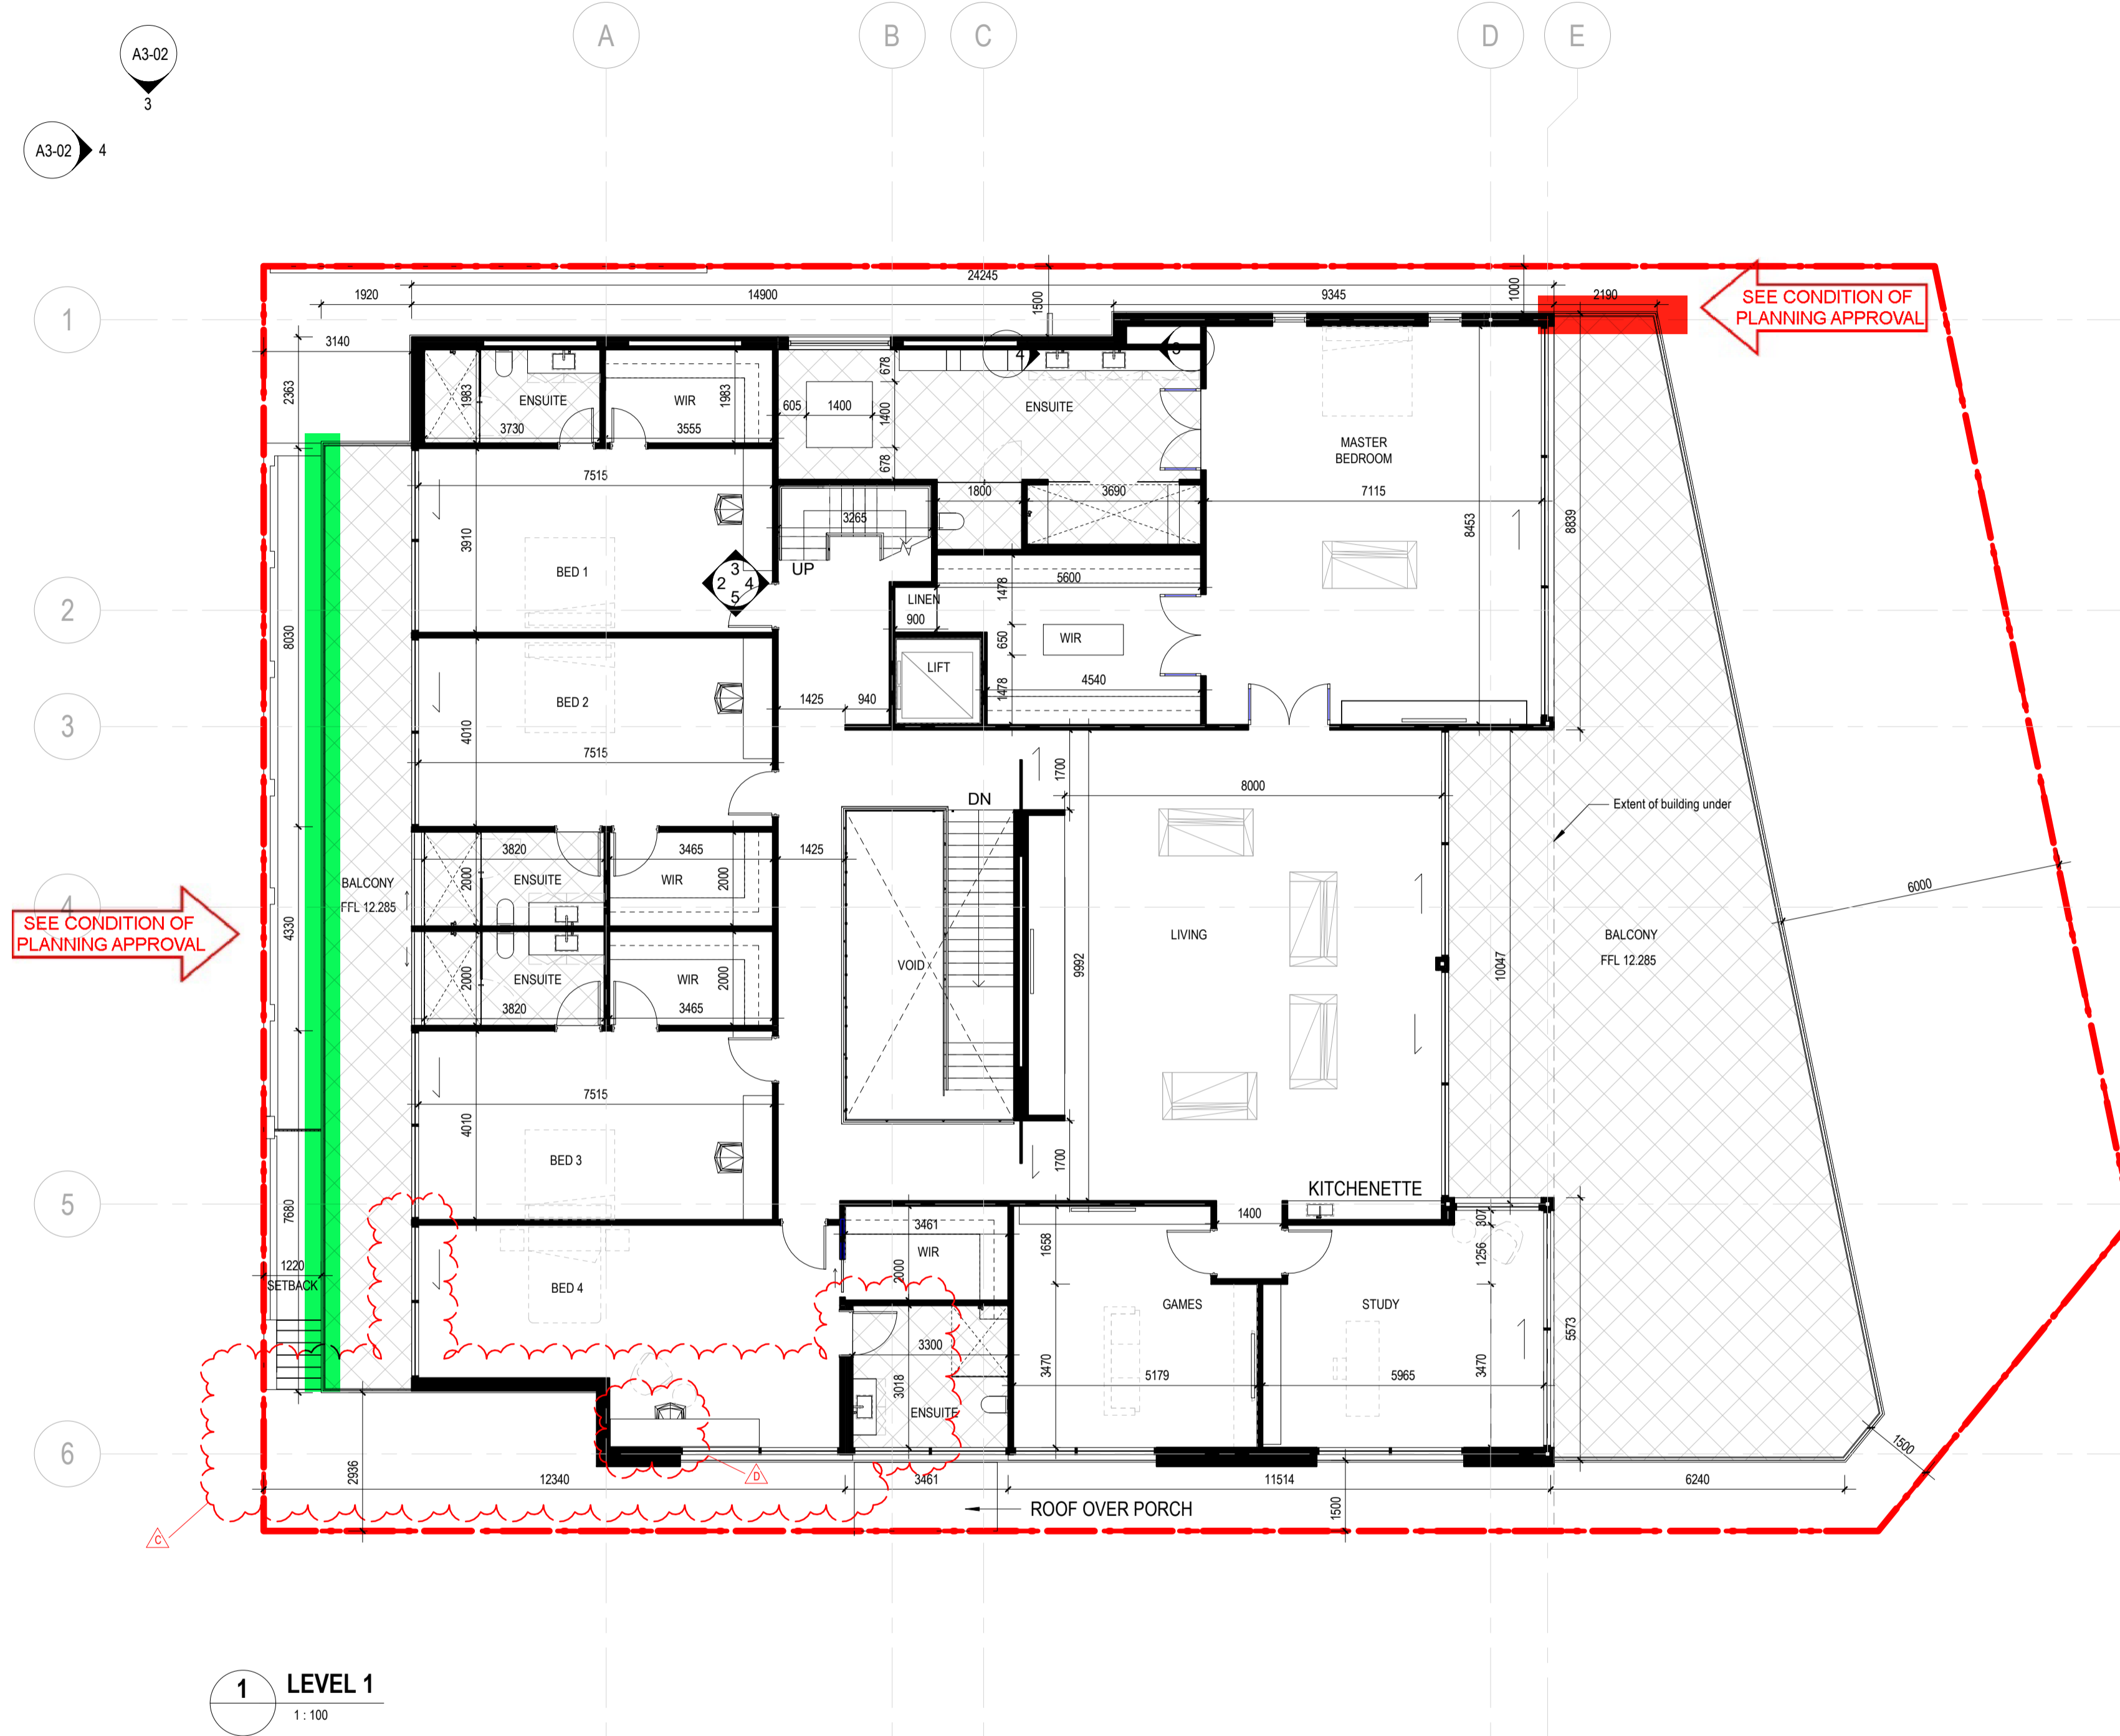 A
B
C
D
E
A3-02
3
A3-02
4
24245
1920
14900
9345
2190
1500
1000
SEE CONDITION OF
PLANNING APPROVAL
1
3140
2363
1983
ENSUITE
3730
WIR
3555
1983
605
1400
678
1400
678
ENSUITE
4
3
MASTER
BEDROOM
7515
3265
1800
3690
7115
8453
8839
3910
BED 1
3
2 4
5
UP
5600
1478
2
LINEN
900
WIR
650
8030
LIFT
4540
1478
BED 2
1425
940
3
4010
7515
1700
8000
DN
Extent of building under
3820
3465
1425
2000
ENSUITE
WIR
2000
BALCONY
FFL 12.285
4
6000
SEE CONDITION OF
PLANNING APPROVAL
4330
LIVING
BALCONY
FFL 12.285
VOID
9992
10047
2000
ENSUITE
WIR
2000
3820
3465
7515
4010
BED 3
1700
KITCHENETTE
5
7680
1400
307
3461
WIR
1658
1256
2000
1220
SETBACK
BED 4
GAMES
STUDY
5573
3300
3470
5179
5965
3470
3018
ENSUITE
6
2936
D
1500
12340
3461
11514
6240
ROOF OVER PORCH
1500
C
1
LEVEL 1
1 : 100